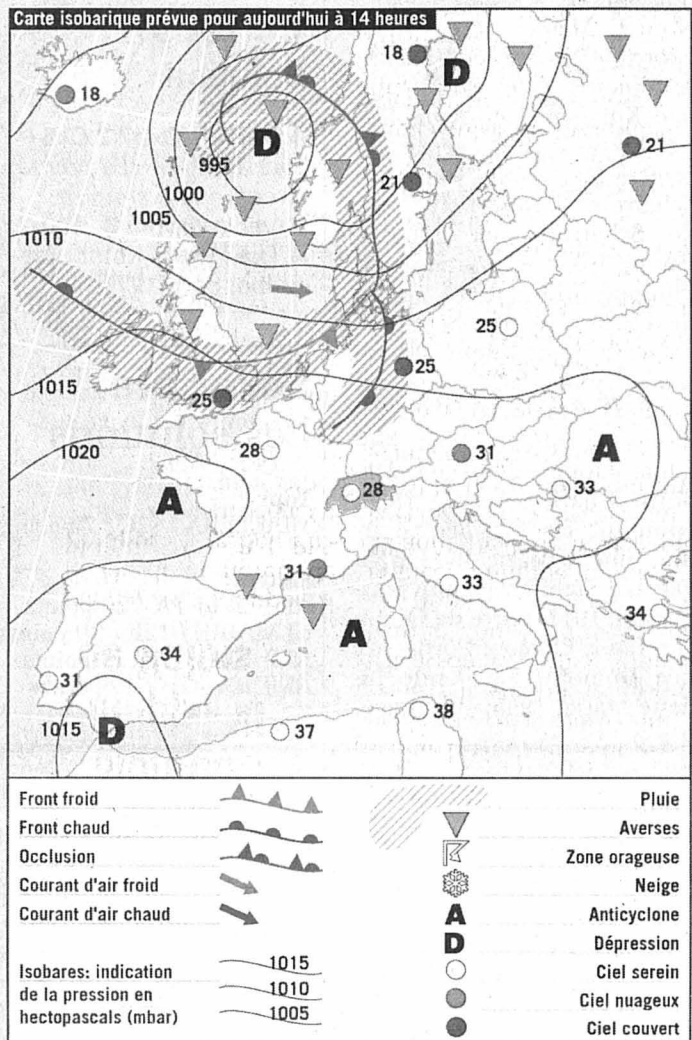 Carte isobarique prévue pour aujourd'hui à 14 heures
18
D
18
D
995
21
21
1000
1005
1010
25
1015
25
25
1020
28
31
A
A
28
33
31
33
34
A
34
31
1015
D
38
37
Front froid
Front chaud
Occlusion
Courant d'air froid
Courant d'air chaud
Isobares: indication
de la pression en
hectopascals (mbar)
1015
1010
1005
Pluie
Averses
Zone orageuse
Neige
A Anticyclone
D Dépression
Ciel serein
Ciel nuageux
Ciel couvert